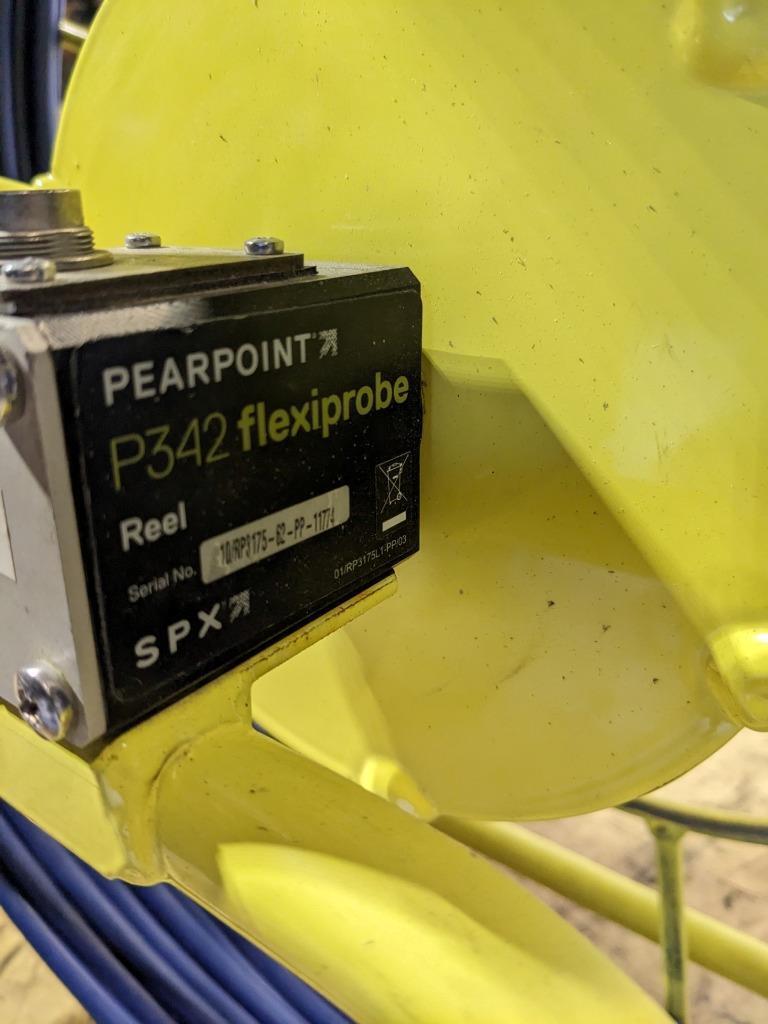 PEARPOINT
P342 flexiprobe
Reel
Serial No. 10/RP3175-62-PP-11774
01/RP3175L1-PP/03
SPX